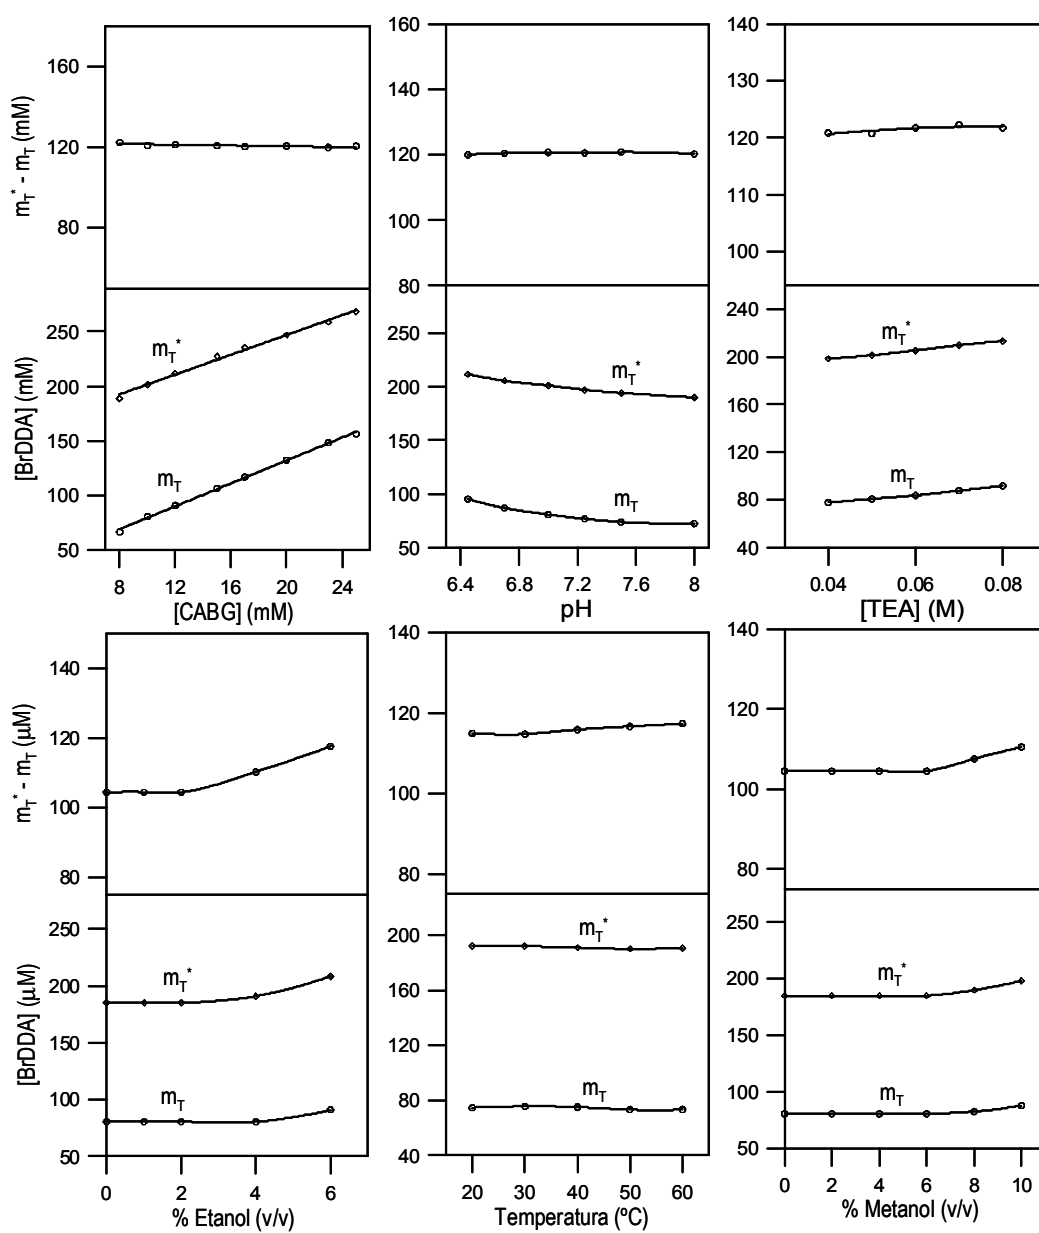 160
120
80
m_T^* - m_T (mM)
250
200
150
100
50
[BrDDA] (mM)
m_T^*
m_T
8 12 16 20 24
[CABG] (mM)
160
140
120
100
80
250
200
150
100
50
m_T^*
m_T
6.4 6.8 7.2 7.6 8
pH
140
130
120
110
100
240
200
160
120
80
40
m_T^*
m_T
0.04 0.06 0.08
[TEA] (M)
140
120
100
80
m_T^* - m_T (µM)
250
200
150
100
50
[BrDDA] (µM)
m_T^*
m_T
0 2 4 6
% Etanol (v/v)
140
120
100
80
200
160
120
80
40
m_T^*
m_T
20 30 40 50 60
Temperatura (ºC)
140
120
100
80
250
200
150
100
50
m_T^*
m_T
0 2 4 6 8 10
% Metanol (v/v)